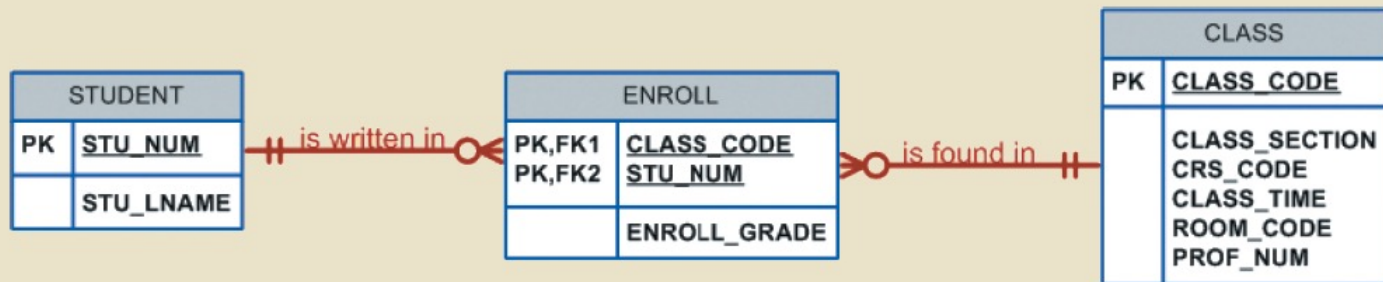 STUDENT
PK STU_NUM
STU_LNAME
is written in
ENROLL
PK,FK1 CLASS_CODE
PK,FK2 STU_NUM
ENROLL_GRADE
is found in
CLASS
PK CLASS_CODE
CLASS_SECTION
CRS_CODE
CLASS_TIME
ROOM_CODE
PROF_NUM